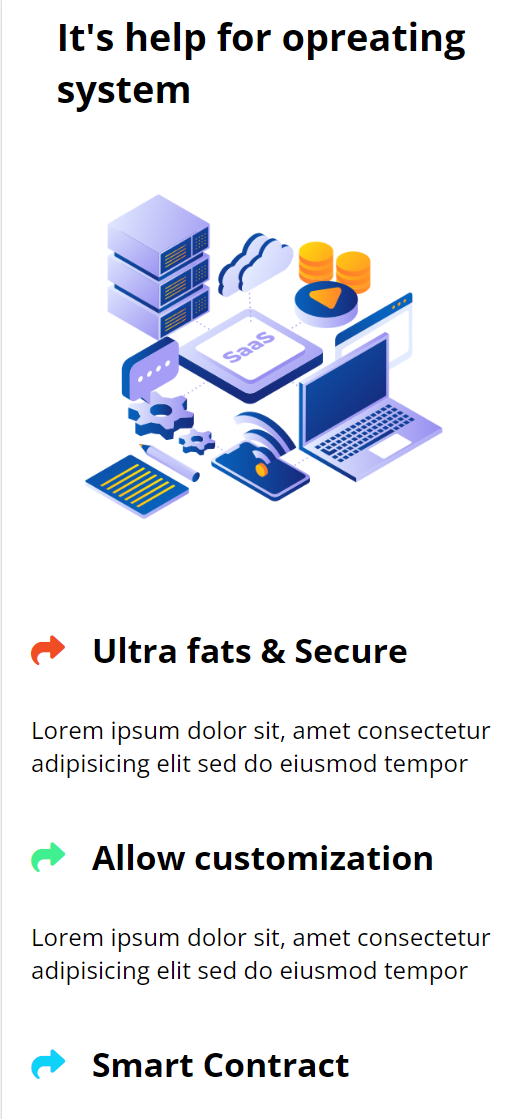 It's help for opreating
system
SaaS
Ultra fats & Secure
Lorem ipsum dolor sit, amet consectetur
adipisicing elit sed do eiusmod tempor
Allow customization
Lorem ipsum dolor sit, amet consectetur
adipisicing elit sed do eiusmod tempor
Smart Contract